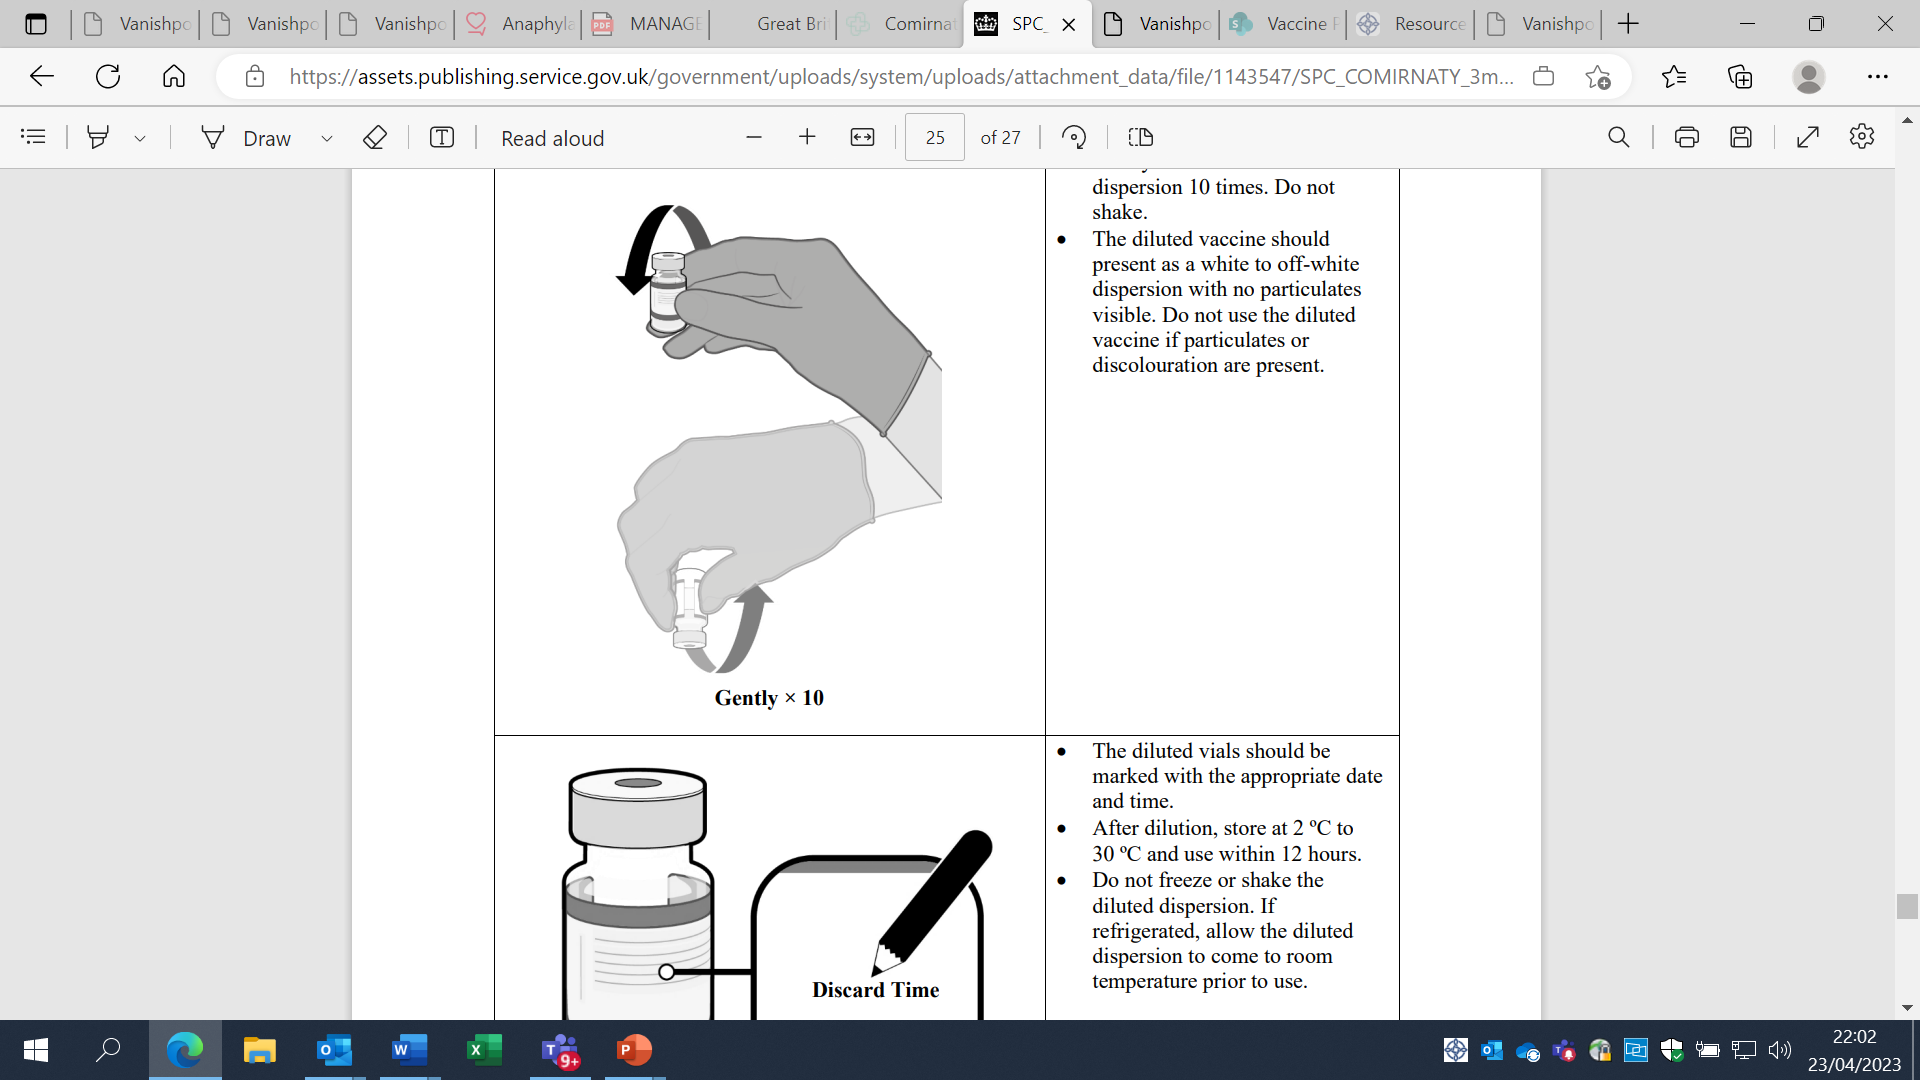 Vanishpo
Vanishpo
Vanishpo
Anaphyla
MANAGE
Great Bri
Comirnat
SPC_
Vanishpo
Vaccine P
Resource
Vanishpo
https://assets.publishing.service.gov.uk/government/uploads/system/uploads/attachment_data/file/1143547/SPC_COMIRNATY_3m...
Draw
Read aloud
25 of 27
dispersion 10 times. Do not
shake.
• The diluted vaccine should
present as a white to off-white
dispersion with no particulates
visible. Do not use the diluted
vaccine if particulates or
discolouration are present.
Gently × 10
• The diluted vials should be
marked with the appropriate date
and time.
• After dilution, store at 2 ºC to
30 ºC and use within 12 hours.
• Do not freeze or shake the
diluted dispersion. If
refrigerated, allow the diluted
dispersion to come to room
temperature prior to use.
Discard Time
9+
22:02
23/04/2023